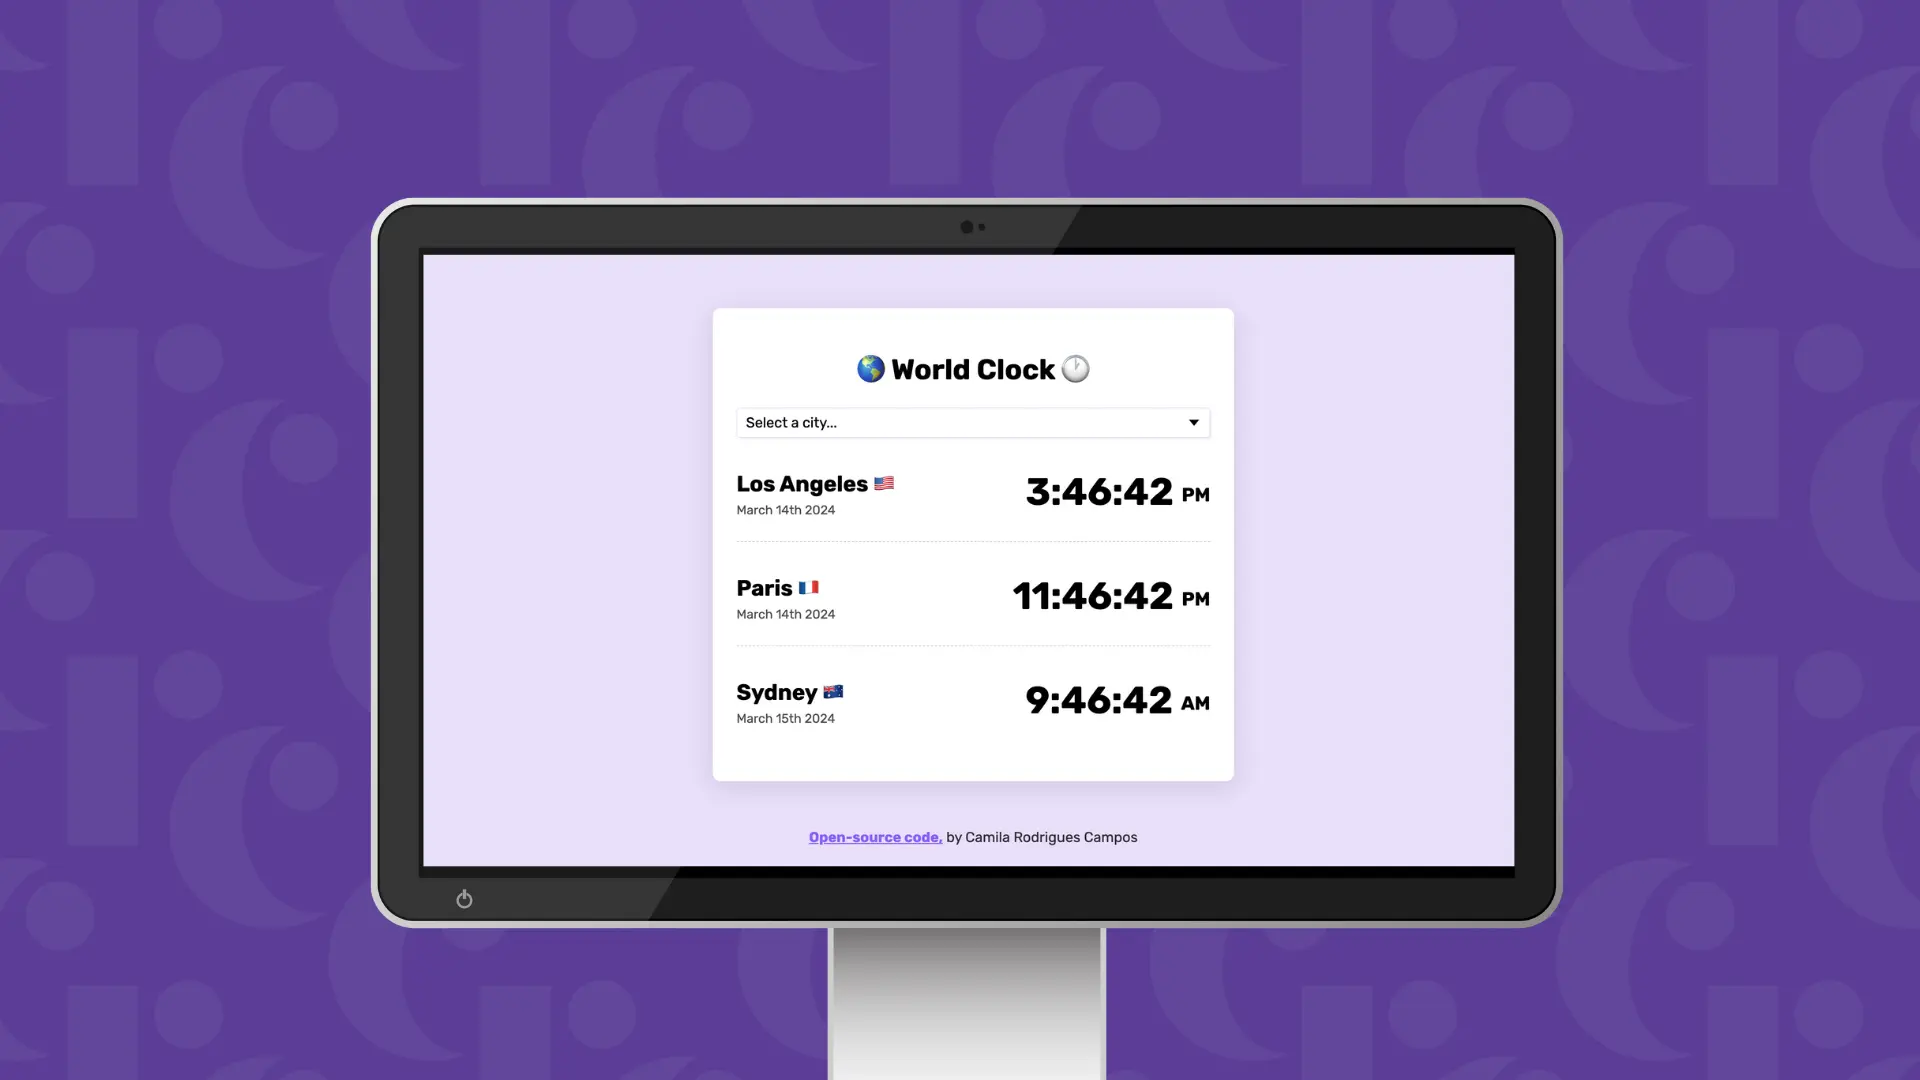 🌎 World Clock 🕐
Select a city...
Los Angeles 🇺🇸
3:46:42 PM
March 14th 2024
Paris 🇫🇷
11:46:42 PM
March 14th 2024
Sydney 🇦🇺
9:46:42 AM
March 15th 2024
Open-source code, by Camila Rodrigues Campos